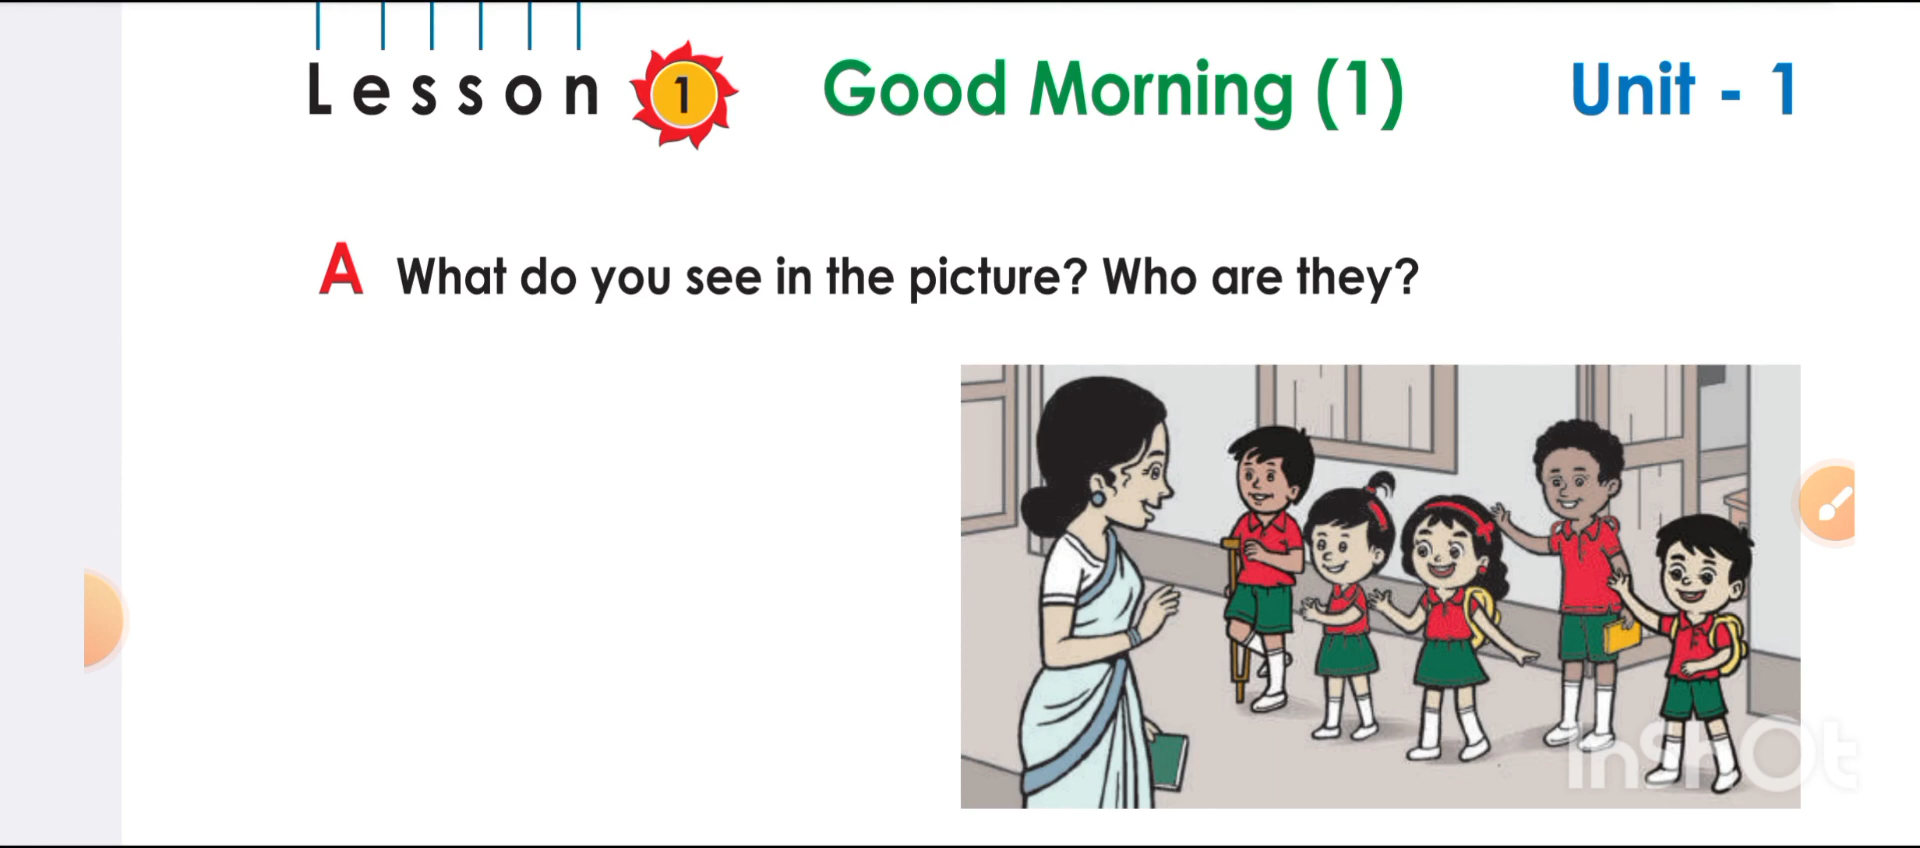 Lesson 1 Good Morning (1) Unit - 1
A What do you see in the picture? Who are they?
InShOt